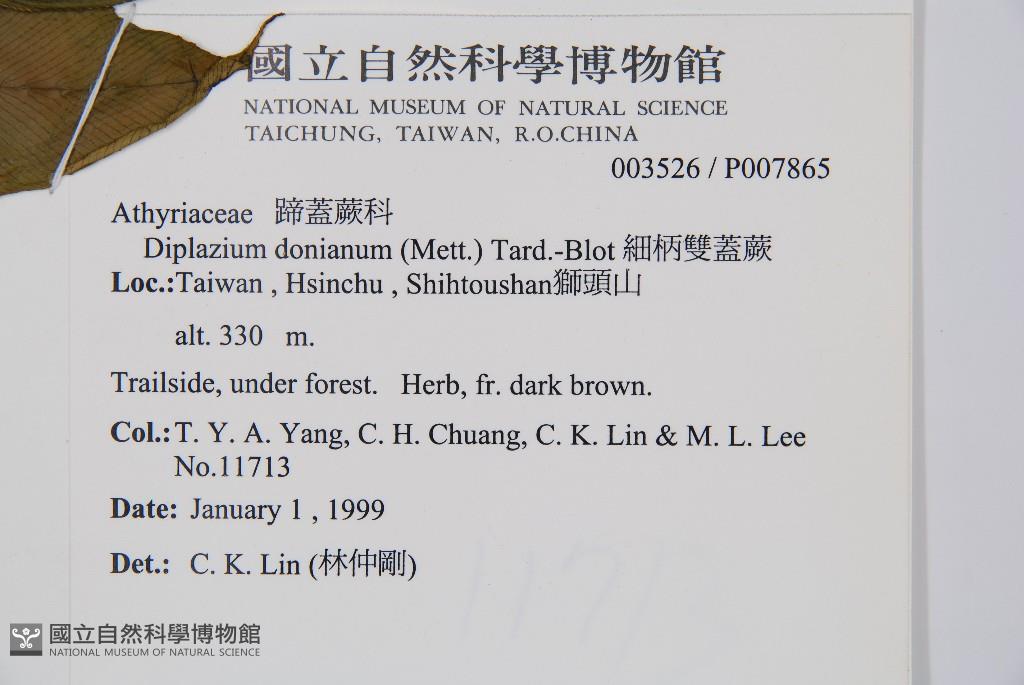 國立自然科學博物館
NATIONAL MUSEUM OF NATURAL SCIENCE
TAICHUNG, TAIWAN, R.O.CHINA
003526 / P007865
Athyriaceae 蹄蓋蕨科
Diplazium donianum (Mett.) Tard.-Blot 細柄雙蓋蕨
Loc.:Taiwan , Hsinchu , Shihtoushan獅頭山
alt. 330 m.
Trailside, under forest. Herb, fr. dark brown.
Col.: T. Y. A. Yang, C. H. Chuang, C. K. Lin & M. L. Lee
No.11713
Date: January 1 , 1999
Det.: C. K. Lin (林仲剛)
國立自然科學博物館
NATIONAL MUSEUM OF NATURAL SCIENCE